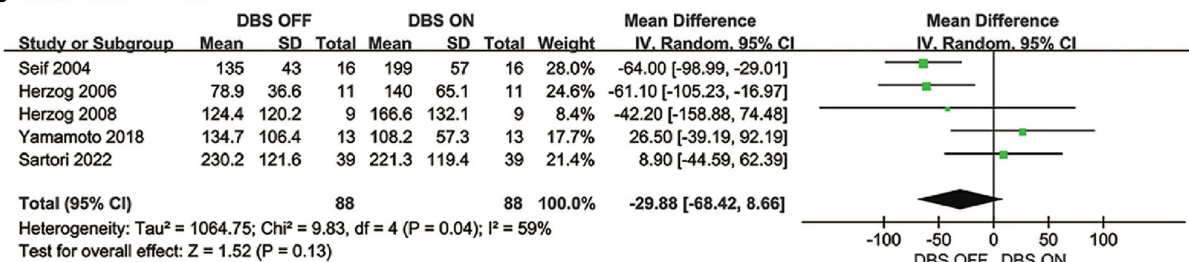 DBS OFF DBS ON Mean Difference Mean Difference
Study or Subgroup Mean SD Total Mean SD Total Weight IV, Random, 95% CI IV, Random, 95% CI
Seif 2004 135 43 16 199 57 16 28.0% -64.00 [-98.99, -29.01]
Herzog 2006 78.9 36.6 11 140 65.1 11 24.6% -61.10 [-105.23, -16.97]
Herzog 2008 124.4 120.2 9 166.6 132.1 9 8.4% -42.20 [-158.88, 74.48]
Yamamoto 2018 134.7 106.4 13 108.2 57.3 13 17.7% 26.50 [-39.19, 92.19]
Sartori 2022 230.2 121.6 39 221.3 119.4 39 21.4% 8.90 [-44.59, 62.39]
Total (95% CI) 88 88 100.0% -29.88 [-68.42, 8.66]
Heterogeneity: Tau² = 1064.75; Chi² = 9.83, df = 4 (P = 0.04); I² = 59%
Test for overall effect: Z = 1.52 (P = 0.13)
-100 -50 0 50 100
DBS OFF DBS ON